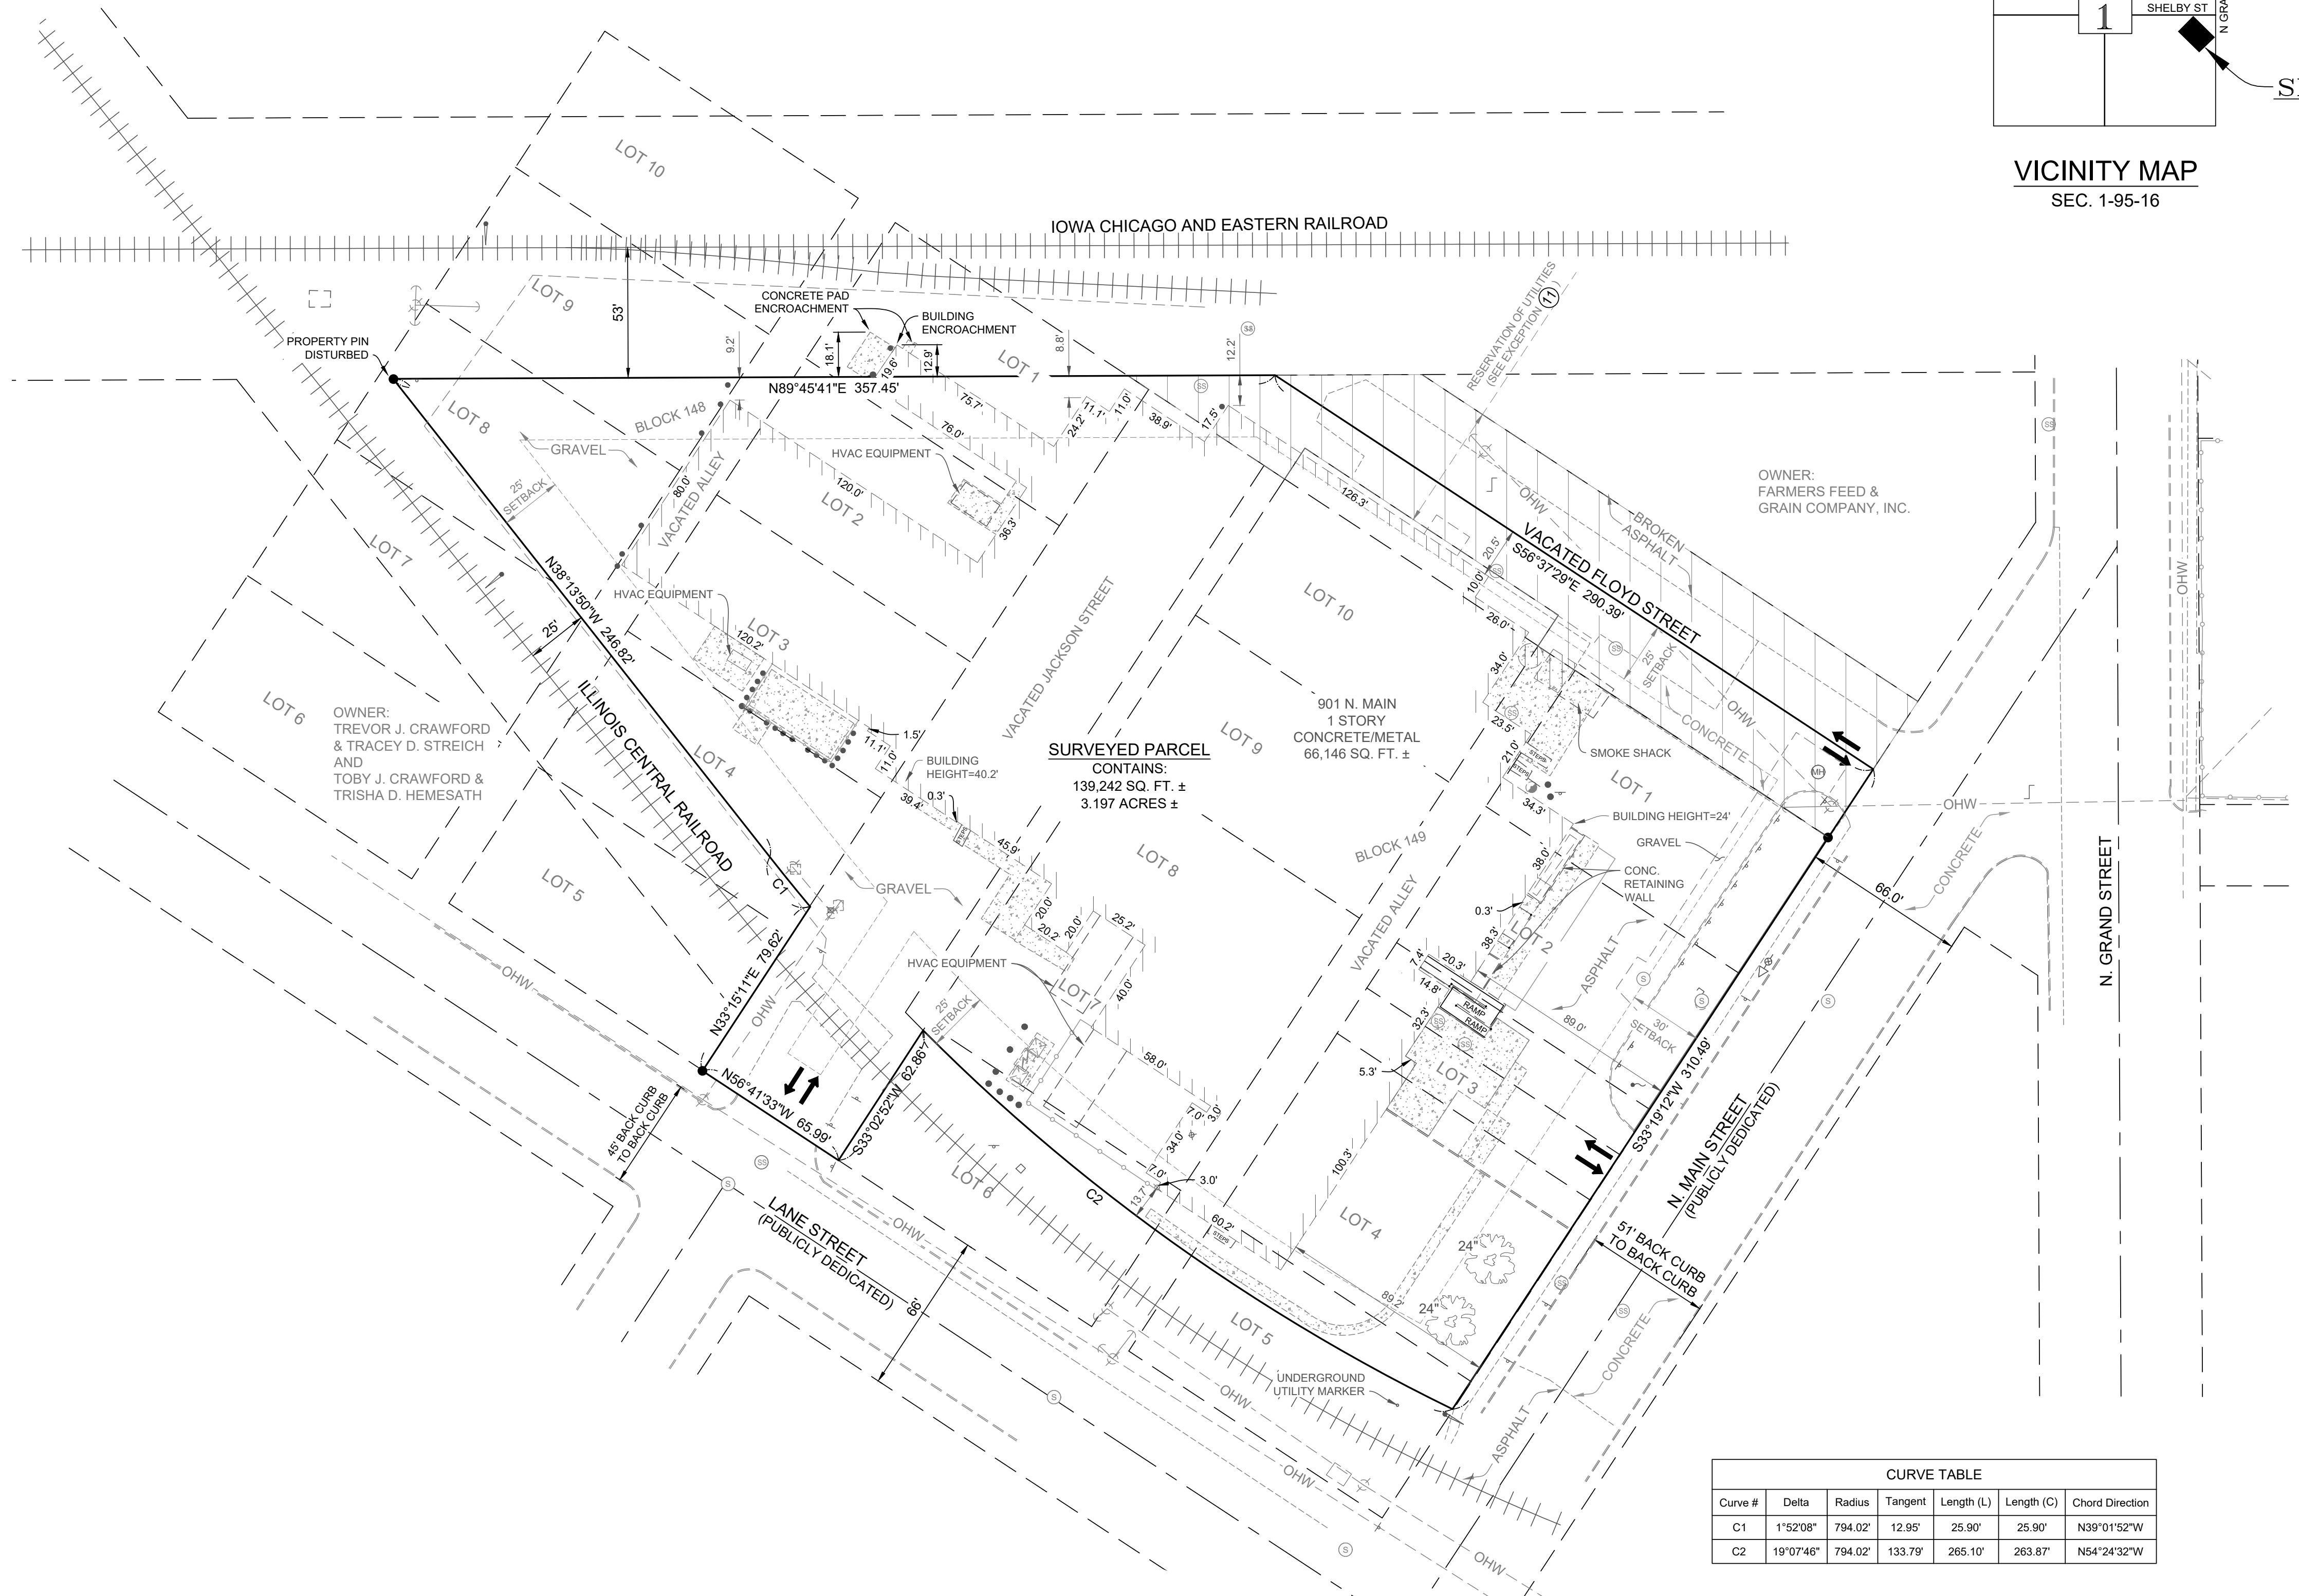 1
SHELBY ST
N GRA
VICINITY MAP
SEC. 1-95-16
LOT 10
IOWA CHICAGO AND EASTERN RAILROAD
LOT 9
53'
CONCRETE PAD
ENCROACHMENT
BUILDING
ENCROACHMENT
RESERVATION OF UTILITIES
(SEE EXCEPTION 11)
PROPERTY PIN
DISTURBED
9.2'
18.1'
19.6'
12.9'
LOT 1
8.8'
12.2'
SS
N89°45'41"E 357.45'
LOT 8
BLOCK 148
75.7'
76.0'
24.2'
11.1'
11.0'
38.9'
17.5'
SS
GRAVEL
25'
SETBACK
80.0'
VACATED ALLEY
HVAC EQUIPMENT
120.0'
LOT 2
36.3'
126.3'
OHW
BROKEN
ASPHALT
VACATED FLOYD STREET
S56°37'29"E 290.39'
OWNER:
FARMERS FEED &
GRAIN COMPANY, INC.
SS
OHW
LOT 7
N38°13'50"W 246.82'
HVAC EQUIPMENT
25'
LOT 3
120.2'
VACATED JACKSON STREET
LOT 10
20.5'
10.0'
SS
26.0'
SS
25'
SETBACK
34.0'
OHW
CONCRETE
LOT 6
OWNER:
TREVOR J. CRAWFORD
& TRACEY D. STREICH
AND
TOBY J. CRAWFORD &
TRISHA D. HEMESATH
ILLINOIS CENTRAL RAILROAD
LOT 4
1.5'
11.1'
11.0'
BUILDING
HEIGHT=40.2'
0.3'
39.4'
STEPS
45.9'
SURVEYED PARCEL
CONTAINS:
139,242 SQ. FT. ±
3.197 ACRES ±
LOT 9
901 N. MAIN
1 STORY
CONCRETE/METAL
66,146 SQ. FT. ±
SS
23.5'
21.0'
STEPS
STEPS
SMOKE SHACK
LOT 1
34.3'
MH
OHW
BUILDING HEIGHT=24'
GRAVEL
LOT 8
BLOCK 149
38.0'
CONC.
RETAINING
WALL
0.3'
38.3'
LOT 2
66.0'
CONCRETE
N. GRAND STREET
LOT 5
C1
GRAVEL
20.0'
20.2'
20.0'
25.2'
VACATED ALLEY
ASPHALT
OHW
N33°15'11"E 79.62'
OHW
HVAC EQUIPMENT
25'
SETBACK
LOT 7
40.0'
7.4'
20.3'
14.8'
RAMP
RAMP
32.3'
SS
SS
89.0'
S
S
S
30'
SETBACK
45' BACK CURB
TO BACK CURB
N56°41'33"W 65.99'
S33°02'52"W 62.86'
58.0'
5.3'
LOT 3
S33°19'12"W 310.49'
N. MAIN STREET
(PUBLICLY DEDICATED)
SS
S
LOT 6
C2
7.0'
3.0'
34.0'
7.0'
3.0'
13.7'
100.3'
LANE STREET
(PUBLICLY DEDICATED)
OHW
66'
60.2'
STEPS
LOT 4
24"
24"
89.2'
51' BACK CURB
TO BACK CURB
SS
SS
CONCRETE
LOT 5
UNDERGROUND
UTILITY MARKER
OHW
S
ASPHALT
OHW
S
OHW
CURVE TABLE
Curve # Delta Radius Tangent Length (L) Length (C) Chord Direction
C1 1°52'08" 794.02' 12.95' 25.90' 25.90' N39°01'52"W
C2 19°07'46" 794.02' 133.79' 265.10' 263.87' N54°24'32"W